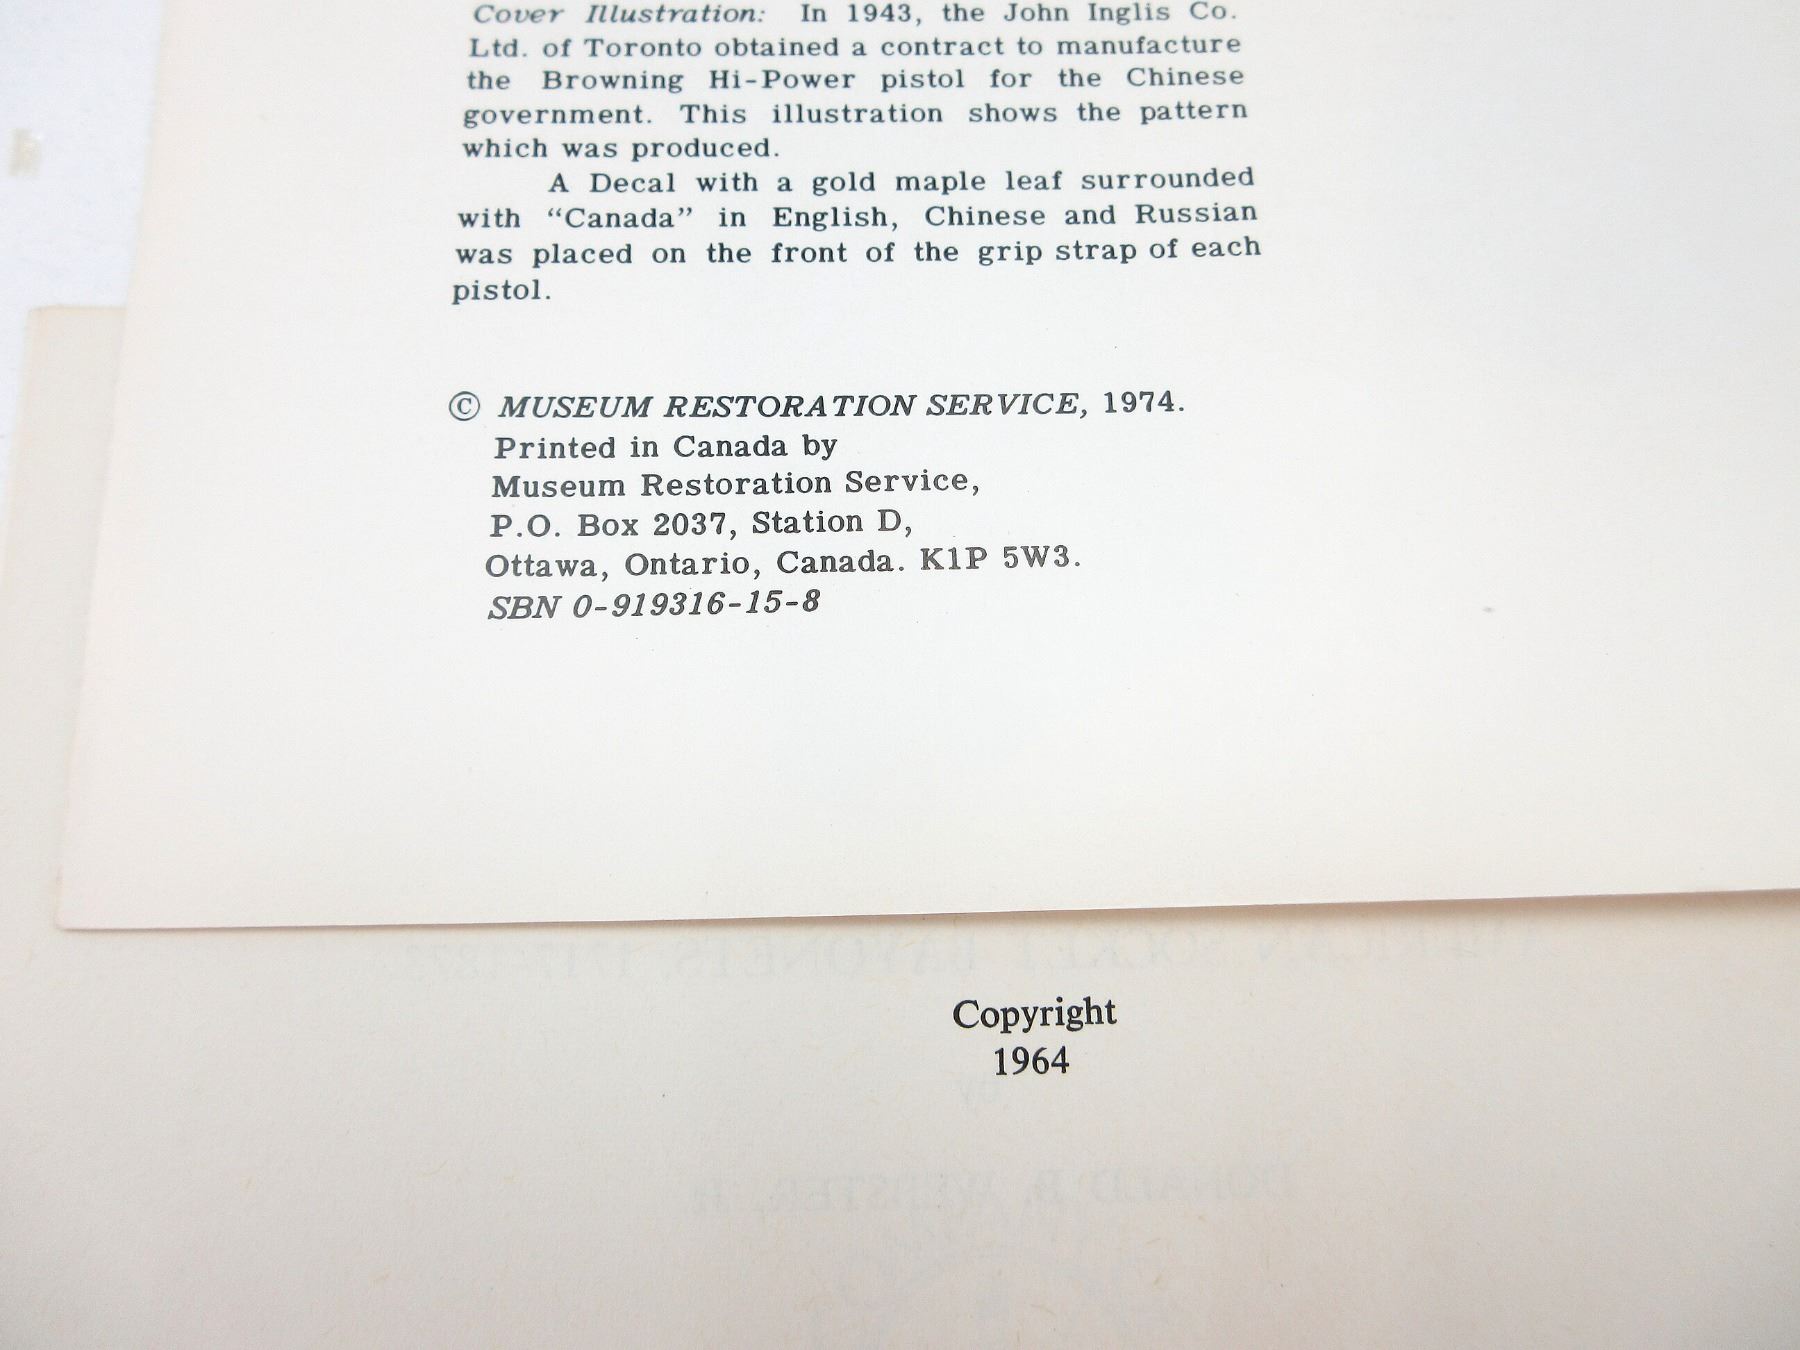 Cover Illustration: In 1943, the John Inglis Co.
Ltd. of Toronto obtained a contract to manufacture
the Browning Hi-Power pistol for the Chinese
government. This illustration shows the pattern
which was produced.
A Decal with a gold maple leaf surrounded
with “Canada” in English, Chinese and Russian
was placed on the front of the grip strap of each
pistol.
© MUSEUM RESTORATION SERVICE, 1974.
Printed in Canada by
Museum Restoration Service,
P.O. Box 2037, Station D,
Ottawa, Ontario, Canada. K1P 5W3.
SBN 0-919316-15-8
Copyright
1964